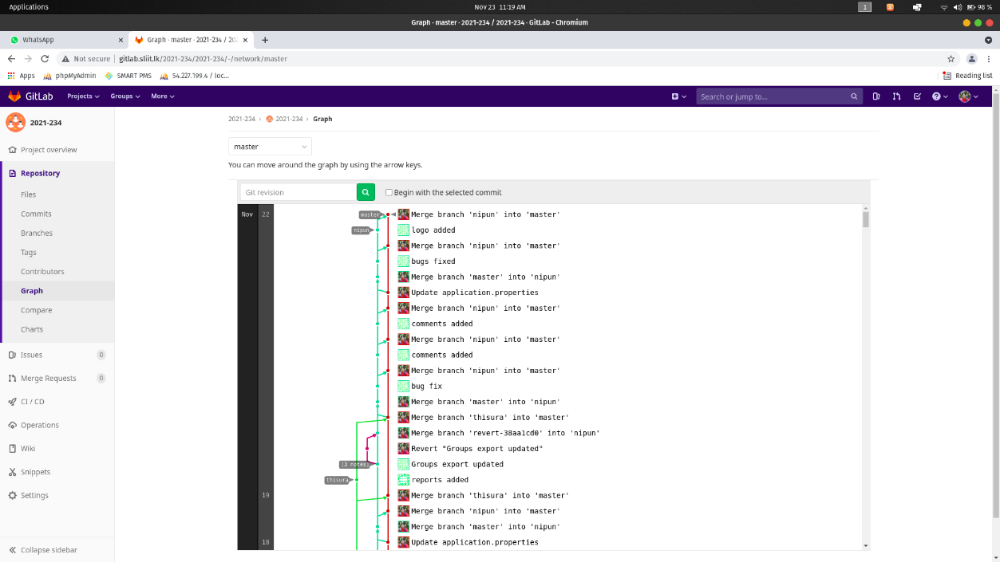 Applications
Nov 23 11:19 AM
1
98 %
Graph · master · 2021-234 / 2021-234 · GitLab - Chromium
WhatsApp
Graph · master · 2021-234 / 202
Not secure
gitlab.sliit.lk/2021-234/2021-234/-/network/master
Apps
phpMyAdmin
SMART PMS
54.227.199.4 / loc...
Reading list
GitLab
Projects
Groups
More
Search or jump to...
2021-234
2021-234 › 2021-234 › Graph
Project overview
Repository
Files
Commits
Branches
Tags
Contributors
Graph
Compare
Charts
Issues 0
Merge Requests 0
CI / CD
Operations
Wiki
Snippets
Settings
Collapse sidebar
master
You can move around the graph by using the arrow keys.
Git revision
Begin with the selected commit
Nov 22 master Merge branch 'nipun' into 'master'
nipun logo added
Merge branch 'nipun' into 'master'
bugs fixed
Merge branch 'master' into 'nipun'
Update application.properties
Merge branch 'nipun' into 'master'
comments added
Merge branch 'nipun' into 'master'
comments added
Merge branch 'nipun' into 'master'
bug fix
Merge branch 'master' into 'nipun'
Merge branch 'thisura' into 'master'
Merge branch 'revert-38aa1cd0' into 'nipun'
Revert "Groups export updated"
[3 notes] Groups export updated
thisura reports added
19 Merge branch 'thisura' into 'master'
Merge branch 'nipun' into 'master'
Merge branch 'master' into 'nipun'
18 Update application.properties